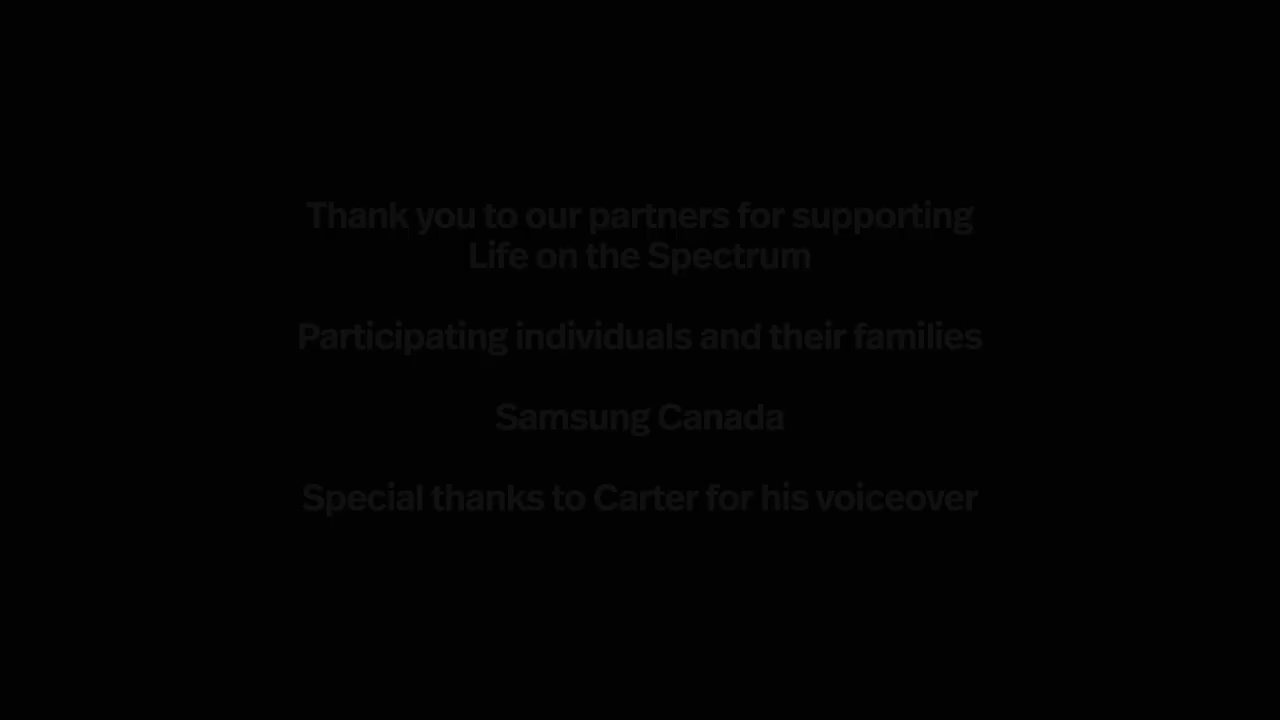 Thank you to our partners for supporting
Life on the Spectrum
Participating individuals and their families
Samsung Canada
Special thanks to Carter for his voiceover